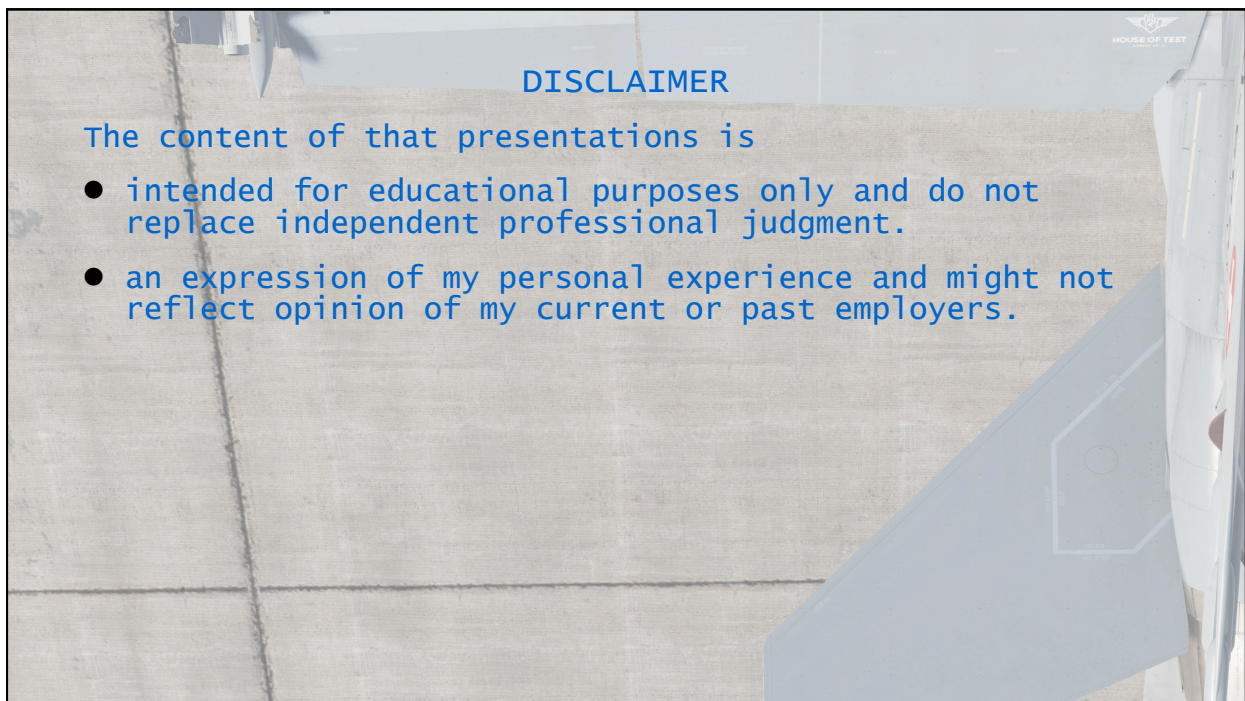 HOUSE OF TEST
DISCLAIMER
The content of that presentations is
● intended for educational purposes only and do not
replace independent professional judgment.
● an expression of my personal experience and might not
reflect opinion of my current or past employers.